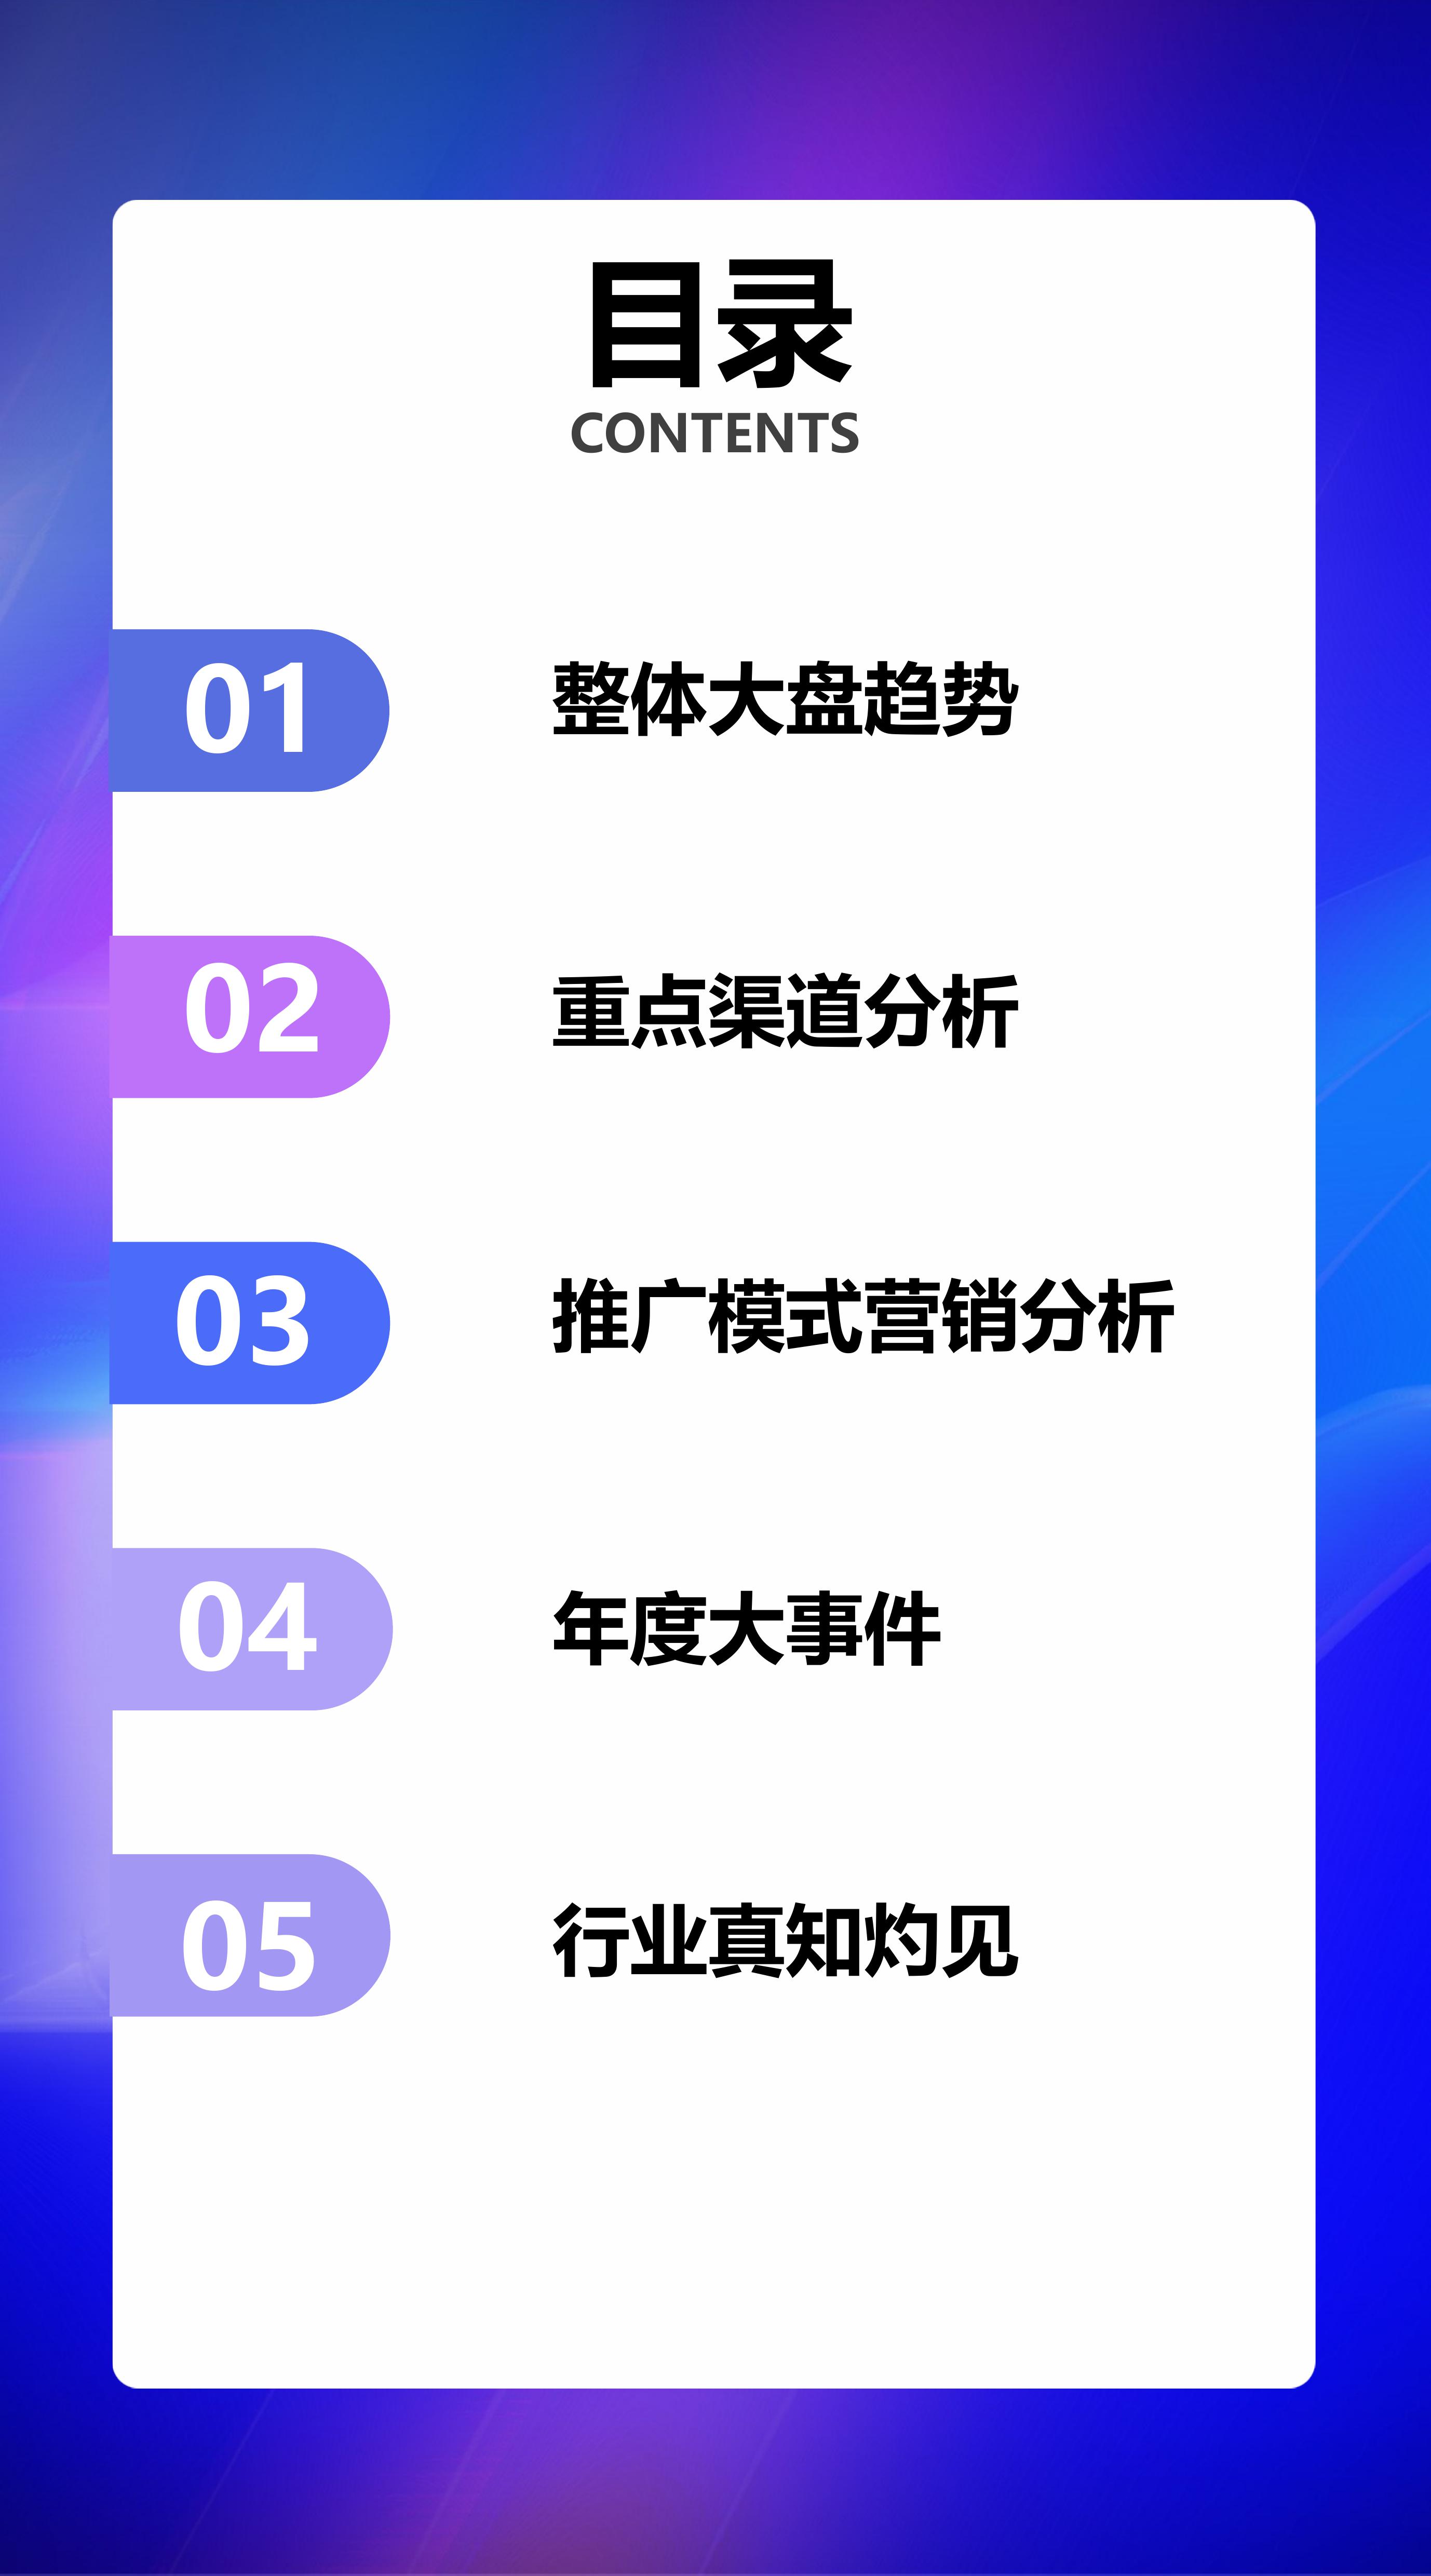 目录
CONTENTS
01 整体大盘趋势
02 重点渠道分析
03 推广模式营销分析
04 年度大事件
05 行业真知灼见